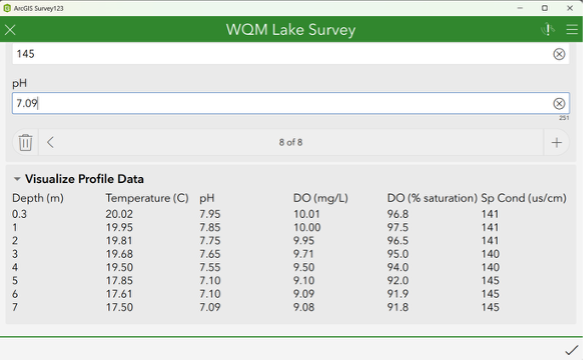 ArcGIS Survey123
WQM Lake Survey
145
pH
7.09
251
8 of 8
Visualize Profile Data
Depth (m) Temperature (C) pH DO (mg/L) DO (% saturation) Sp Cond (us/cm)
0.3 20.02 7.95 10.01 96.8 141
1 19.95 7.85 10.00 97.5 141
2 19.81 7.75 9.95 96.5 141
3 19.68 7.65 9.71 95.0 140
4 19.50 7.55 9.50 94.0 140
5 17.85 7.10 9.10 92.0 145
6 17.61 7.10 9.09 91.9 145
7 17.50 7.09 9.08 91.8 145